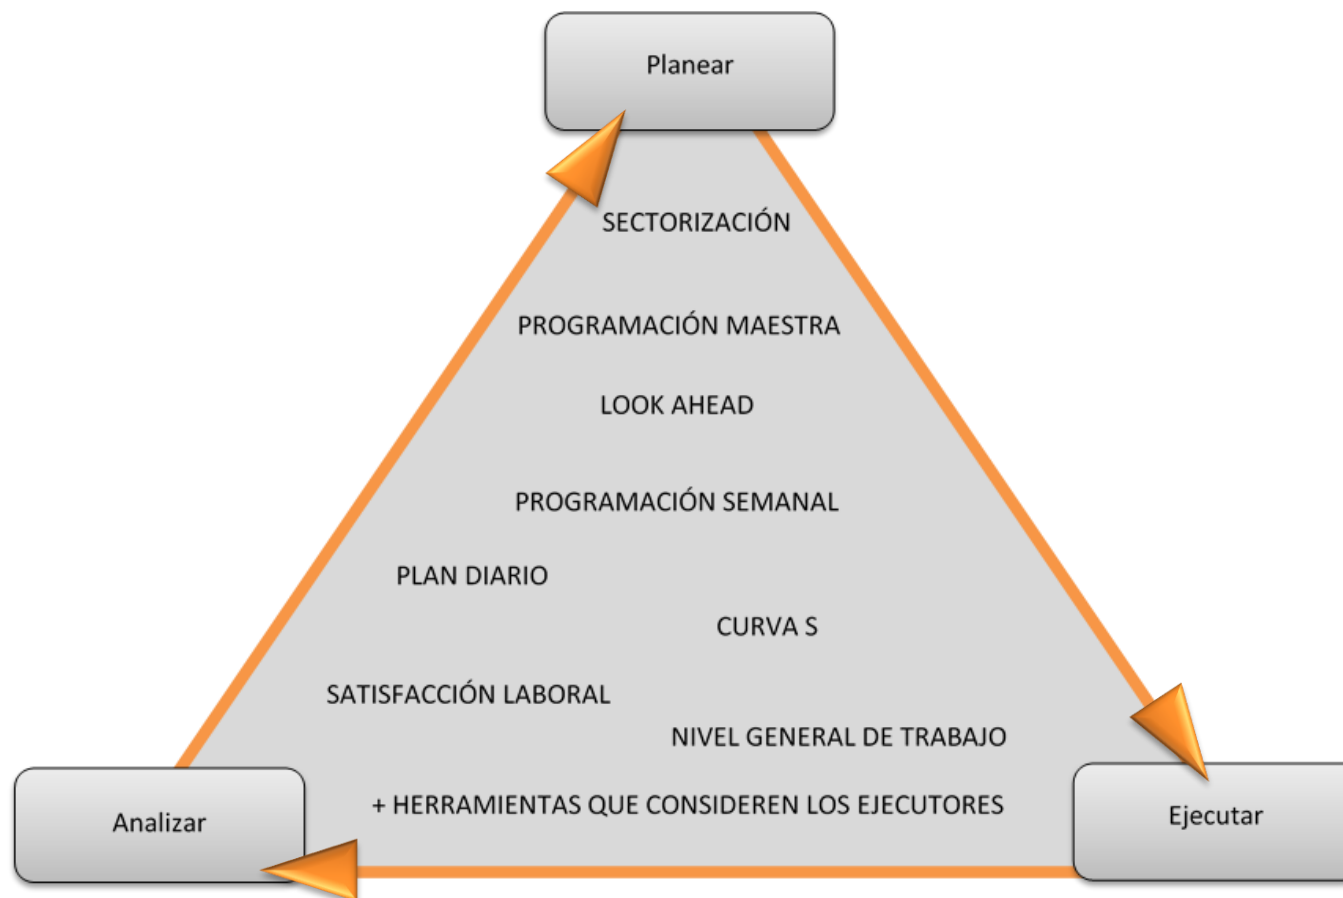 Planear
SECTORIZACIÓN
PROGRAMACIÓN MAESTRA
LOOK AHEAD
PROGRAMACIÓN SEMANAL
PLAN DIARIO
CURVA S
SATISFACCIÓN LABORAL
NIVEL GENERAL DE TRABAJO
+ HERRAMIENTAS QUE CONSIDEREN LOS EJECUTORES
Analizar
Ejecutar